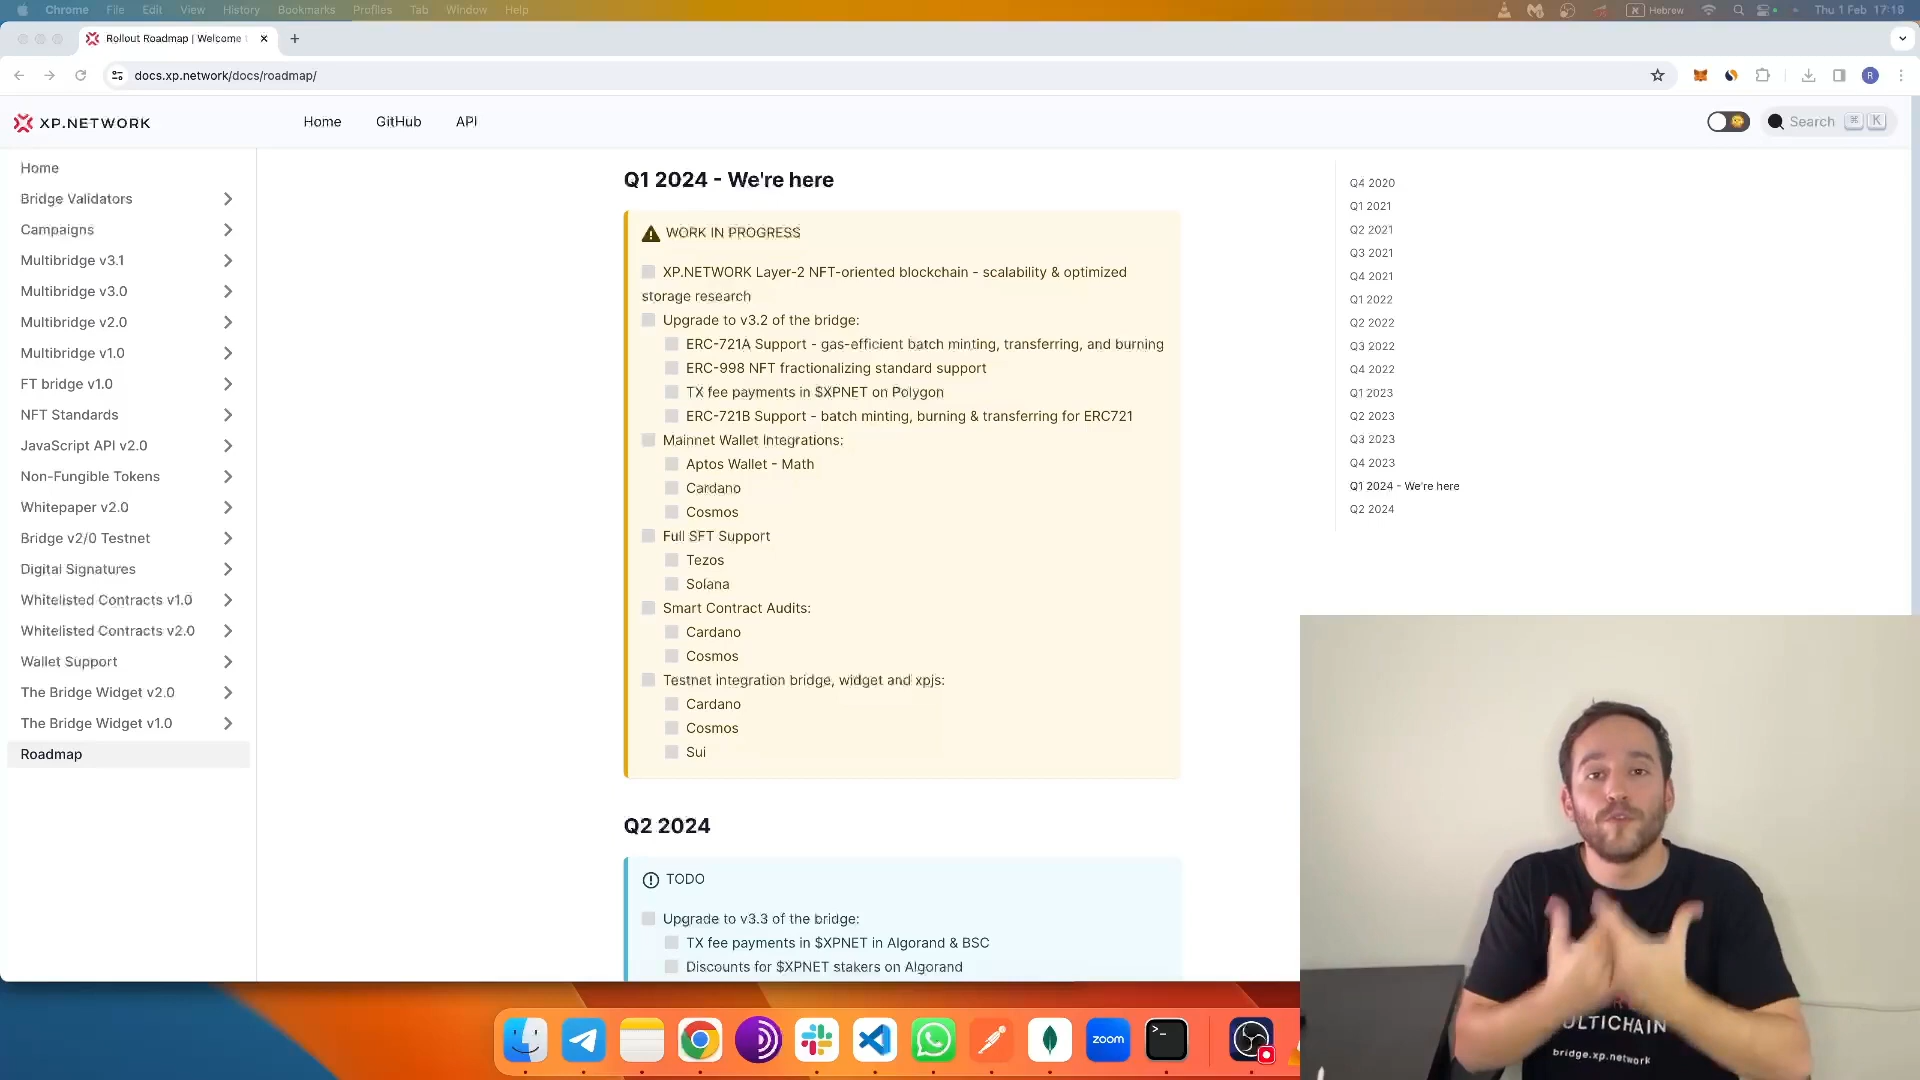 Chrome File Edit View History Bookmarks Profiles Tab Window Help
Hebrew Thu 1 Feb 17:19
Rollout Roadmap | Welcome
docs.xp.network/docs/roadmap/
R
XP.NETWORK
Home GitHub API
Search ⌘ K
Home
Bridge Validators
Campaigns
Multibridge v3.1
Multibridge v3.0
Multibridge v2.0
Multibridge v1.0
FT bridge v1.0
NFT Standards
JavaScript API v2.0
Non-Fungible Tokens
Whitepaper v2.0
Bridge v2/0 Testnet
Digital Signatures
Whitelisted Contracts v1.0
Whitelisted Contracts v2.0
Wallet Support
The Bridge Widget v2.0
The Bridge Widget v1.0
Roadmap
Q1 2024 - We're here
WORK IN PROGRESS
XP.NETWORK Layer-2 NFT-oriented blockchain - scalability & optimized
storage research
Upgrade to v3.2 of the bridge:
ERC-721A Support - gas-efficient batch minting, transferring, and burning
ERC-998 NFT fractionalizing standard support
TX fee payments in $XPNET on Polygon
ERC-721B Support - batch minting, burning & transferring for ERC721
Mainnet Wallet Integrations:
Aptos Wallet - Math
Cardano
Cosmos
Full SFT Support
Tezos
Solana
Smart Contract Audits:
Cardano
Cosmos
Testnet integration bridge, widget and xpjs:
Cardano
Cosmos
Sui
Q2 2024
TODO
Upgrade to v3.3 of the bridge:
TX fee payments in $XPNET in Algorand & BSC
Discounts for $XPNET stakers on Algorand
Q4 2020
Q1 2021
Q2 2021
Q3 2021
Q4 2021
Q1 2022
Q2 2022
Q3 2022
Q4 2022
Q1 2023
Q2 2023
Q3 2023
Q4 2023
Q1 2024 - We're here
Q2 2024
ULTICHAIN
bridge.xp.network
zoom